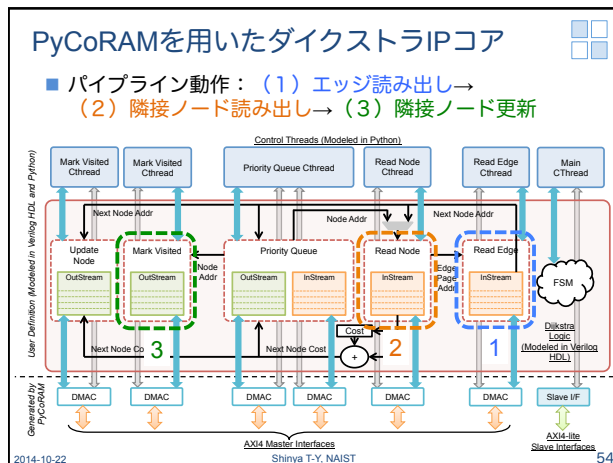 PyCoRAMを用いたダイクストラIPコア
■ パイプライン動作：（1）エッジ読み出し→
（2）隣接ノード読み出し→（3）隣接ノード更新
Control Threads (Modeled in Python)
Mark Visited
Cthread
Mark Visited
Cthread
Priority Queue Cthread
Read Node
Cthread
Read Edge
Cthread
Main
CThread
User Definition (Modeled in Verilog HDL and Python)
Next Node Addr
Node Addr
Next Node Addr
Update
Node
Mark Visited
Node
Addr
Priority Queue
Read Node
Edge
Page
Addr
Read Edge
OutStream
OutStream
OutStream
InStream
InStream
InStream
FSM
Dijkstra
Logic
(Modeled in Verilog
HDL)
Cost
Next Node Co
3
Next Node Cost
+
2
1
Generated by
PyCoRAM
DMAC
DMAC
DMAC
DMAC
DMAC
DMAC
Slave I/F
AXI4 Master Interfaces
AXI4-lite
Slave Interfaces
2014-10-22
Shinya T-Y, NAIST
54